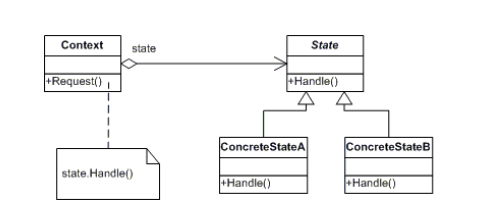 Context
state
State
+Request()
+Handle()
state.Handle()
ConcreteStateA
ConcreteStateB
+Handle()
+Handle()